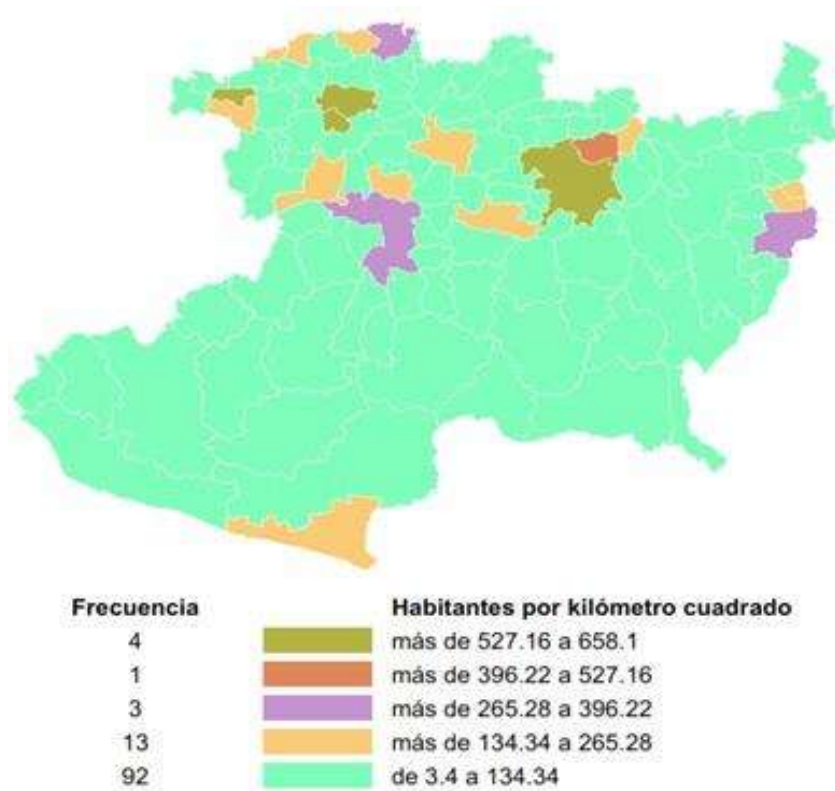 Frecuencia Habitantes por kilómetro cuadrado
4 más de 527.16 a 658.1
1 más de 396.22 a 527.16
3 más de 265.28 a 396.22
13 más de 134.34 a 265.28
92 de 3.4 a 134.34